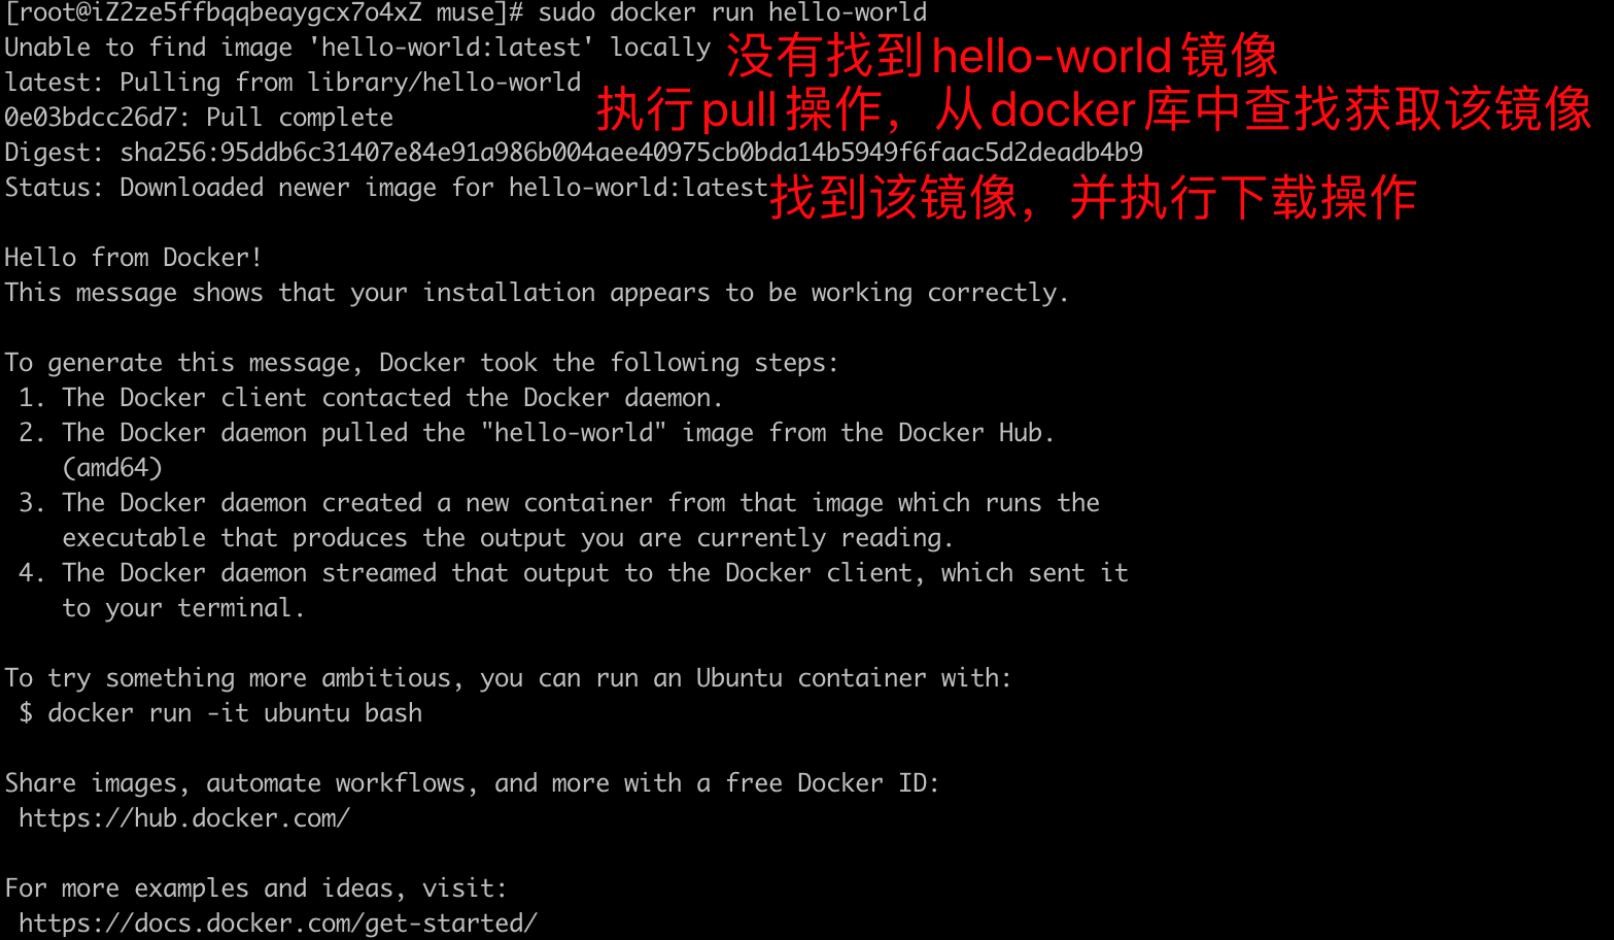 [root@iZ2ze5ffbqqbeaygcx7o4xZ muse]# sudo docker run hello-world
Unable to find image 'hello-world:latest' locally
没有找到hello-world镜像
latest: Pulling from library/hello-world
执行pull操作，从docker库中查找获取该镜像
0e03bdcc26d7: Pull complete
Digest: sha256:95ddb6c31407e84e91a986b004aee40975cb0bda14b5949f6faac5d2deadb4b9
Status: Downloaded newer image for hello-world:latest
找到该镜像，并执行下载操作
Hello from Docker!
This message shows that your installation appears to be working correctly.
To generate this message, Docker took the following steps:
1. The Docker client contacted the Docker daemon.
2. The Docker daemon pulled the "hello-world" image from the Docker Hub.
(amd64)
3. The Docker daemon created a new container from that image which runs the
executable that produces the output you are currently reading.
4. The Docker daemon streamed that output to the Docker client, which sent it
to your terminal.
To try something more ambitious, you can run an Ubuntu container with:
$ docker run -it ubuntu bash
Share images, automate workflows, and more with a free Docker ID:
https://hub.docker.com/
For more examples and ideas, visit:
https://docs.docker.com/get-started/